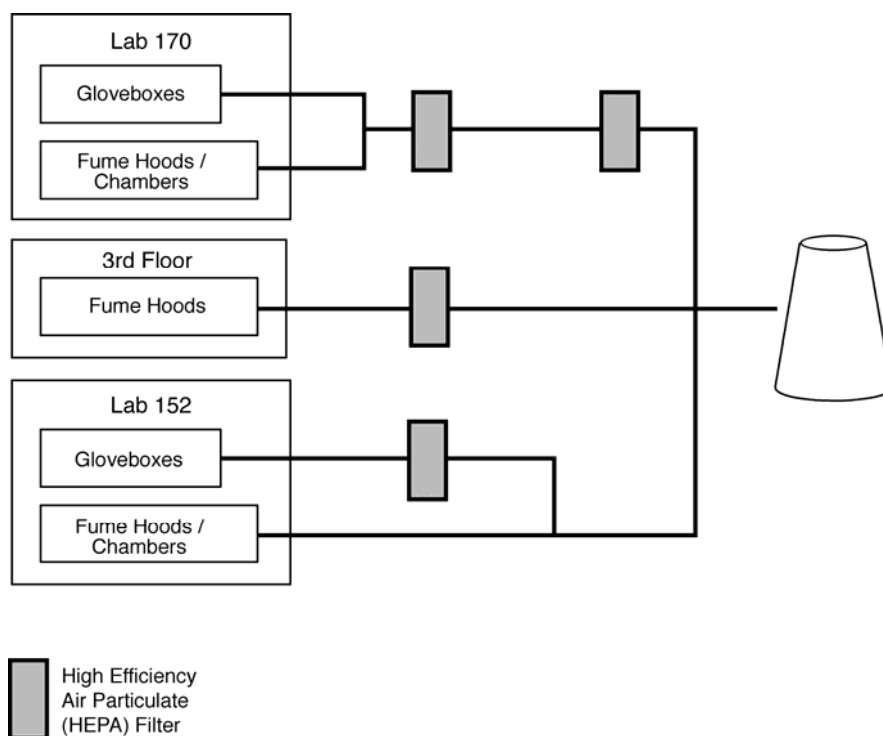 Lab 170
Gloveboxes
Fume Hoods /
Chambers
3rd Floor
Fume Hoods
Lab 152
Gloveboxes
Fume Hoods /
Chambers
High Efficiency
Air Particulate
(HEPA) Filter